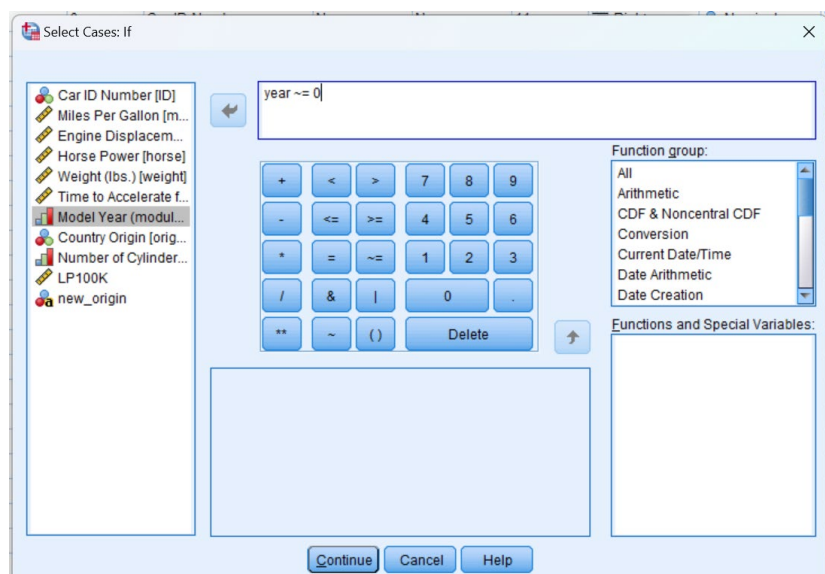 Select Cases: If
year ~= 0
Car ID Number [ID]
Miles Per Gallon [m...
Engine Displacem...
Horse Power [horse]
Weight (lbs.) [weight]
Time to Accelerate f...
Model Year (modul...
Country Origin [orig...
Number of Cylinder...
LP100K
new_origin
+ < > 7 8 9
- <= >= 4 5 6
* = ~= 1 2 3
/ & | 0 .
** ~ ( ) Delete
Function group:
All
Arithmetic
CDF & Noncentral CDF
Conversion
Current Date/Time
Date Arithmetic
Date Creation
Functions and Special Variables:
Continue Cancel Help